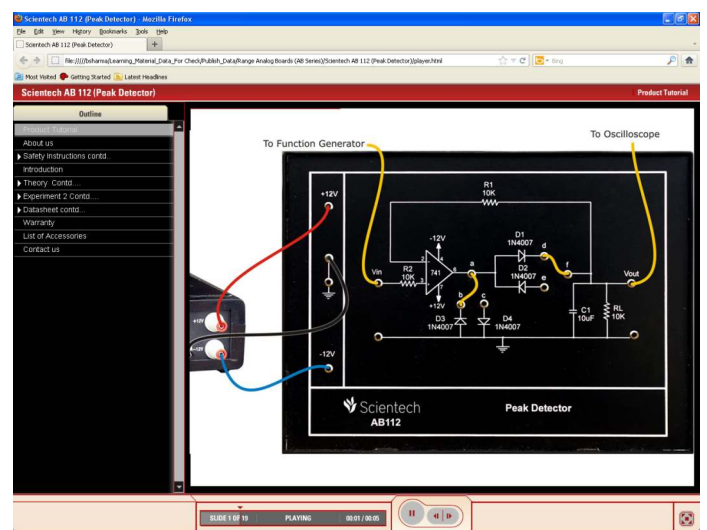 Scientech AB 112 (Peak Detector) - Mozilla Firefox
File Edit View History Bookmarks Tools Help
Scientech AB 112 (Peak Detector) +
file://///bsharma/Learning_Material_Data_For Check/Publish_Data/Range Analog Boards (AB Series)/Scientech AB 112 (Peak Detector)/player.html
Bing
Most Visited Getting Started Latest Headlines
Scientech AB 112 (Peak Detector)
Product Tutorial
Outline
Product Tutorial
About us
Safety Instructions contd..
Introduction
Theory Contd....
Experiment 2 Contd....
Datasheet contd...
Warranty
List of Accessories
Contact us
To Function Generator
To Oscilloscope
+12V
R1
10K
-12V
D1
1N4007
d
f
Vin
R2
10K
2
3
4
741
6
7
+12V
a
D2
1N4007
e
Vout
b
c
D3
1N4007
D4
1N4007
C1
10uF
RL
10K
+12V
-12V
-12V
Scientech
AB112
Peak Detector
SLIDE 1 OF 19
PLAYING
00:01 / 00:05